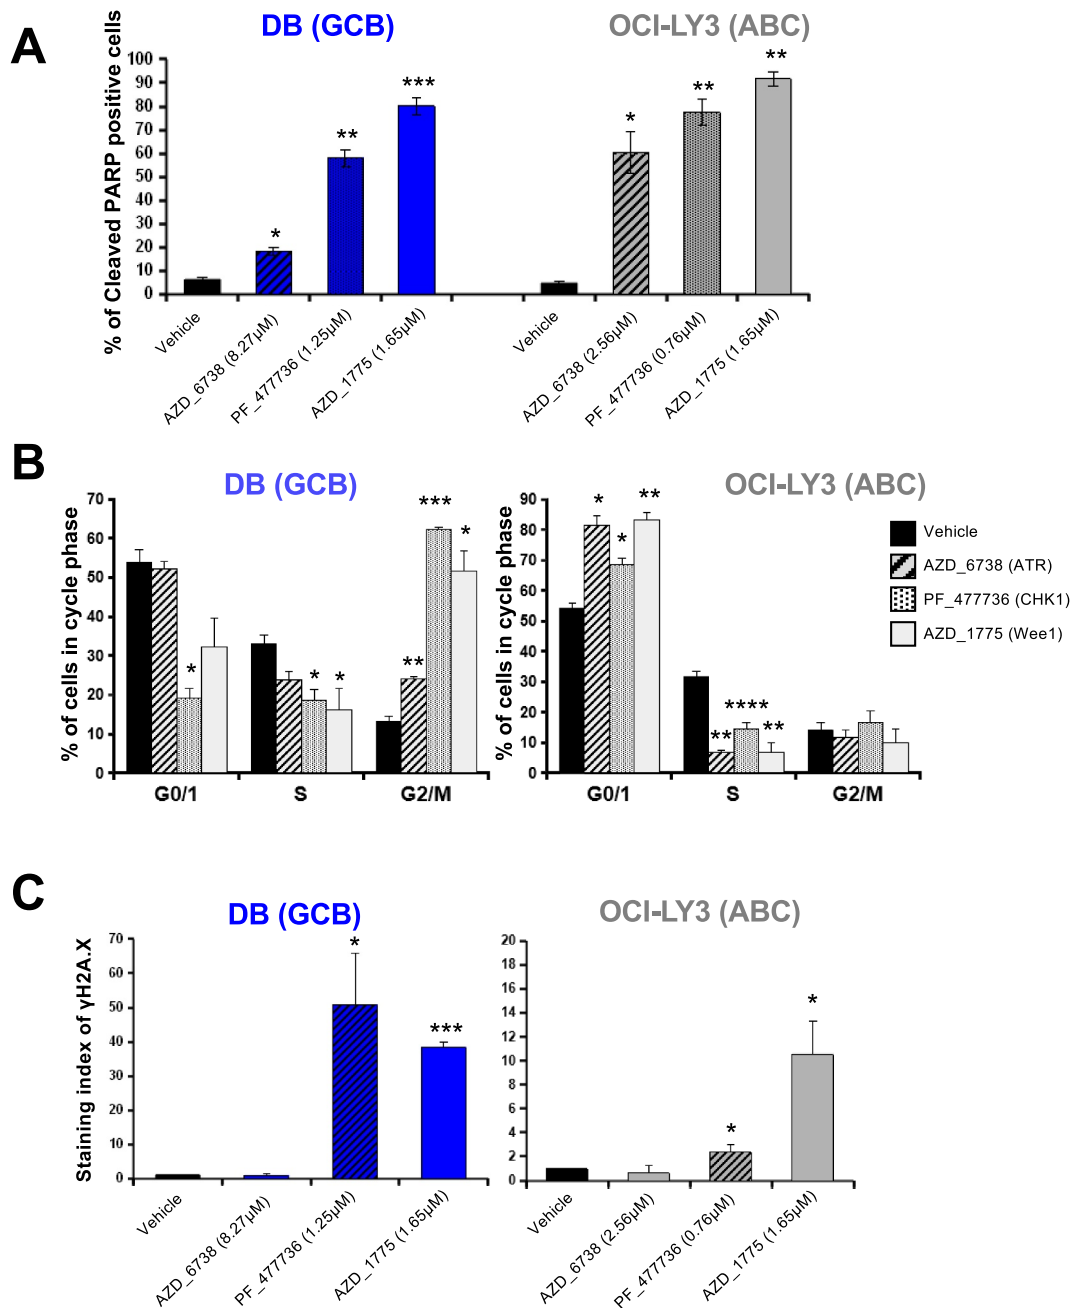 A
DB (GCB)
OCI-LY3 (ABC)
% of Cleaved PARP positive cells
100
90
80
70
60
50
40
30
20
10
0
*
**
***
*
**
**
Vehicle
AZD_6738 (8.27µM)
PF_477736 (1.25µM)
AZD_1775 (1.65µM)
Vehicle
AZD_6738 (2.56µM)
PF_477736 (0.76µM)
AZD_1775 (1.65µM)
B
DB (GCB)
OCI-LY3 (ABC)
% of cells in cycle phase
70
60
50
40
30
20
10
0
*
*
*
**
***
*
G0/1
S
G2/M
% of cells in cycle phase
90
80
70
60
50
40
30
20
10
0
*
*
**
**
****
**
G0/1
S
G2/M
Vehicle
AZD_6738 (ATR)
PF_477736 (CHK1)
AZD_1775 (Wee1)
C
DB (GCB)
OCI-LY3 (ABC)
Staining index of γH2A.X
70
60
50
40
30
20
10
0
*
***
Vehicle
AZD_6738 (8.27µM)
PF_477736 (1.25µM)
AZD_1775 (1.65µM)
20
18
16
14
12
10
8
6
4
2
0
*
*
Vehicle
AZD_6738 (2.56µM)
PF_477736 (0.76µM)
AZD_1775 (1.65µM)